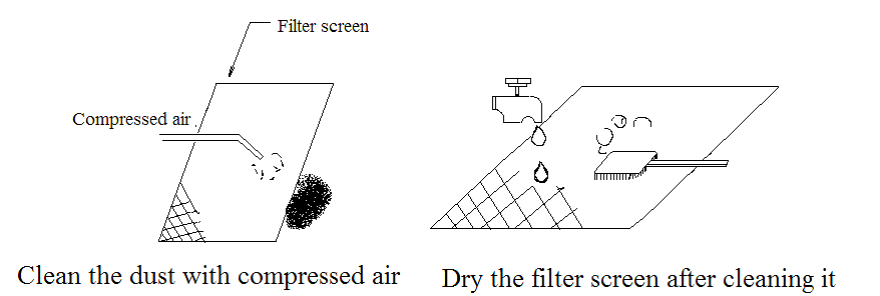 Filter screen
Compressed air
Clean the dust with compressed air
Dry the filter screen after cleaning it